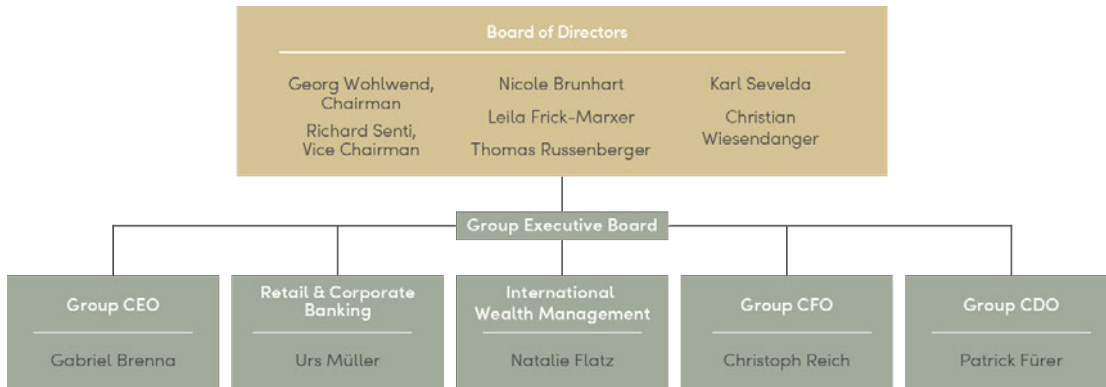 Board of Directors
Georg Wohlwend,
Chairman
Richard Senti,
Vice Chairman
Nicole Brunhart
Leila Frick-Marxer
Thomas Russenberger
Karl Sevelda
Christian
Wiesendanger
Group Executive Board
Group CEO
Gabriel Brenna
Retail & Corporate
Banking
Urs Müller
International
Wealth Management
Natalie Flatz
Group CFO
Christoph Reich
Group CDO
Patrick Fürer